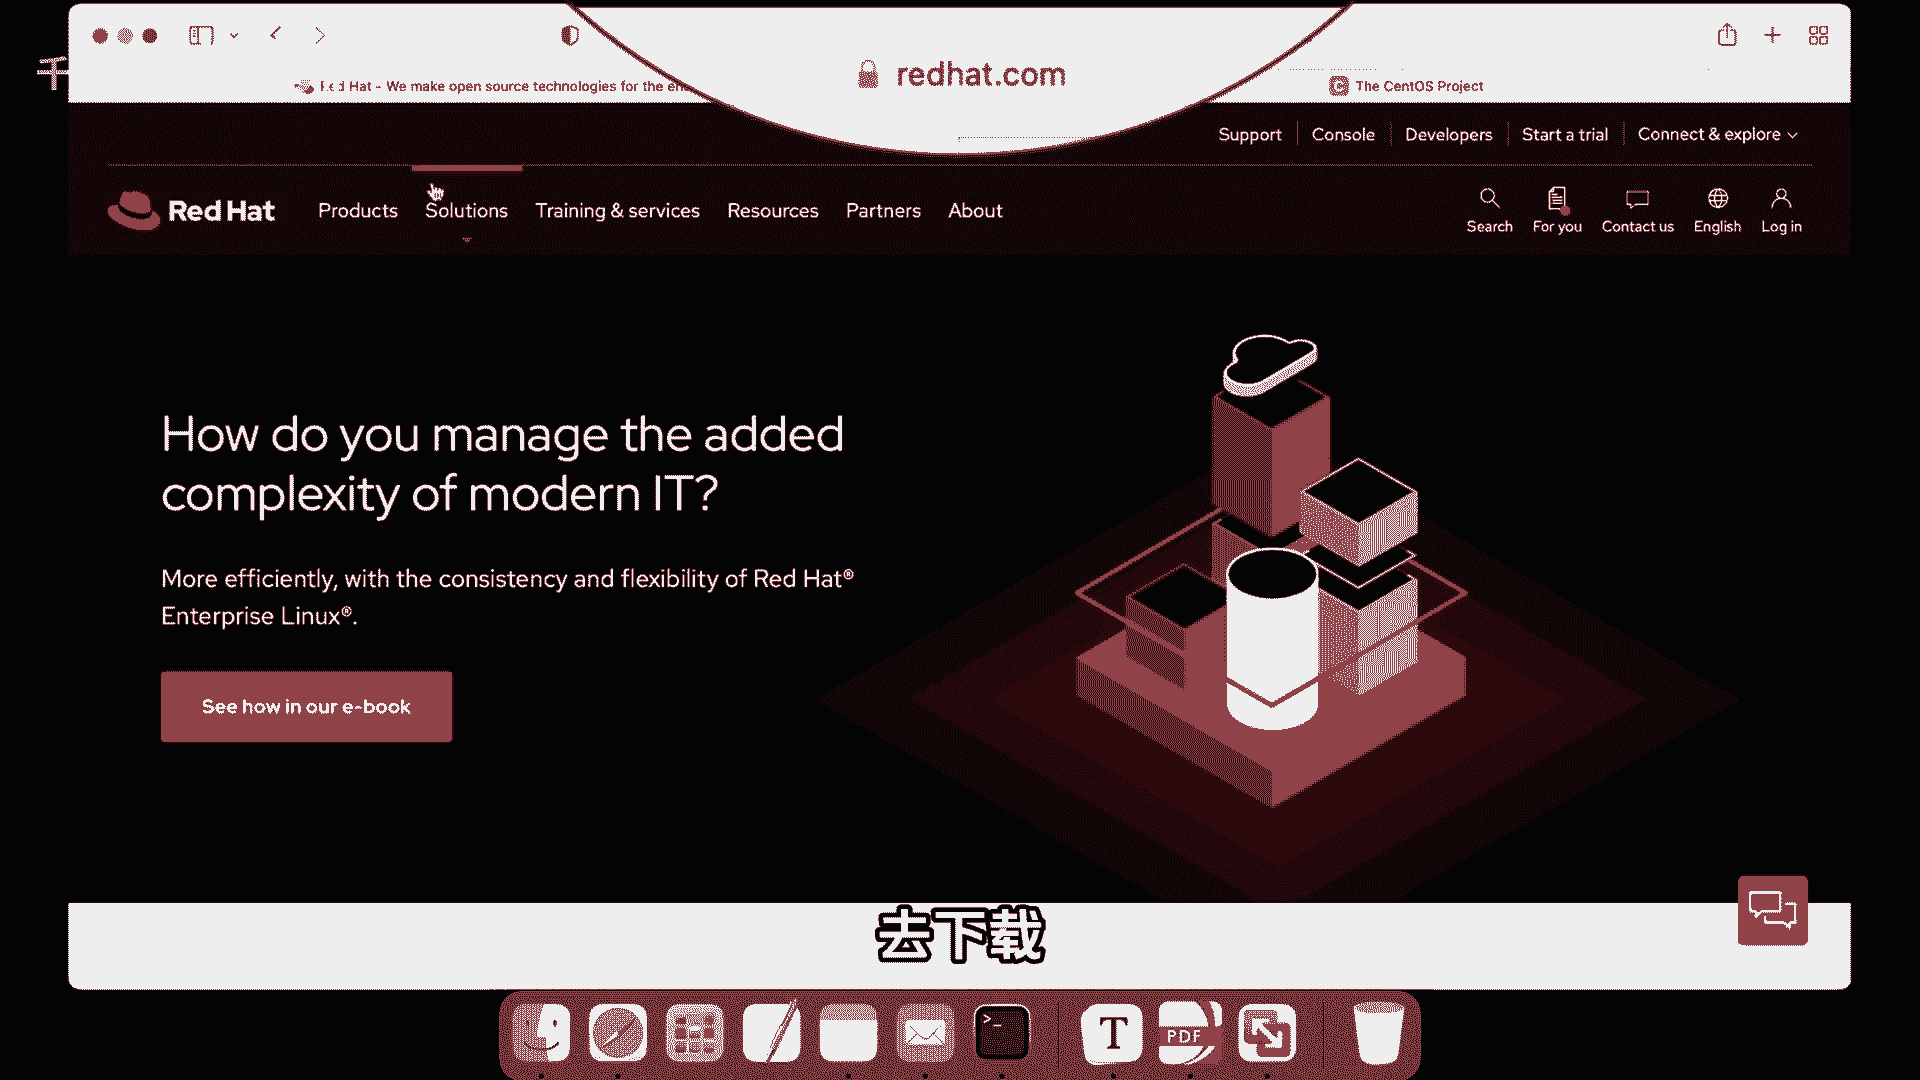 redhat.com
Red Hat - We make open source technologies for the en
The CentOS Project
Support
Console
Developers
Start a trial
Connect & explore
Red Hat
Products
Solutions
Training & services
Resources
Partners
About
Search
For you
Contact us
English
Log in
How do you manage the added
complexity of modern IT?
More efficiently, with the consistency and flexibility of Red Hat®
Enterprise Linux®.
See how in our e-book
去下载
T
PDF